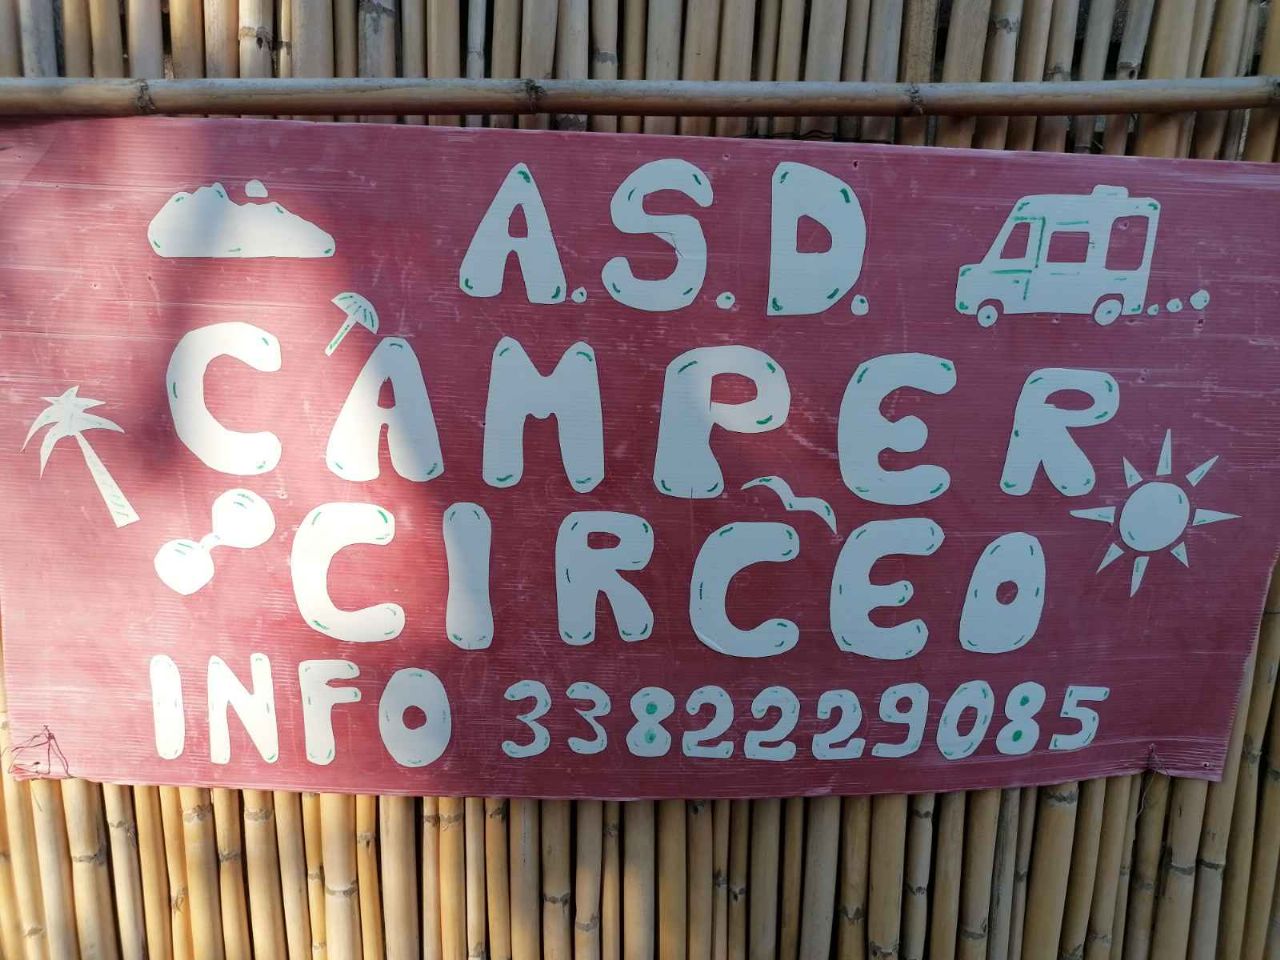 A.S.D.
CAMPER
CIRCEO
INFO 3382229085